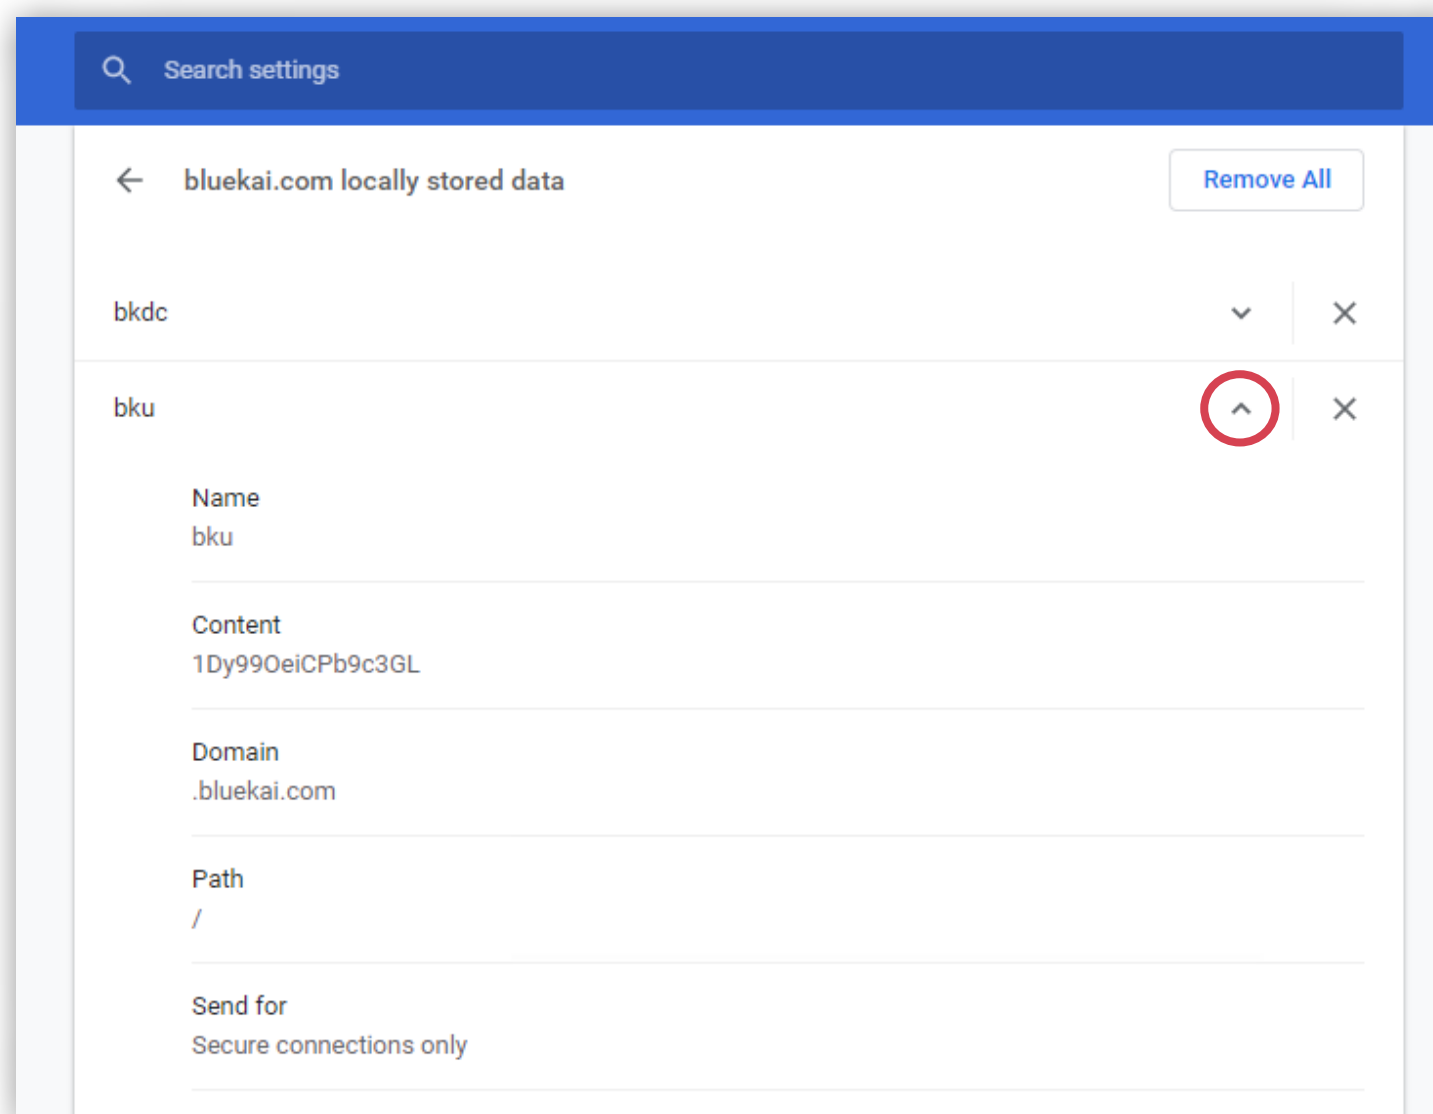 Search settings
bluekai.com locally stored data
Remove All
bkdc
bku
Name
bku
Content
1Dy99OeiCPb9c3GL
Domain
.bluekai.com
Path
/
Send for
Secure connections only